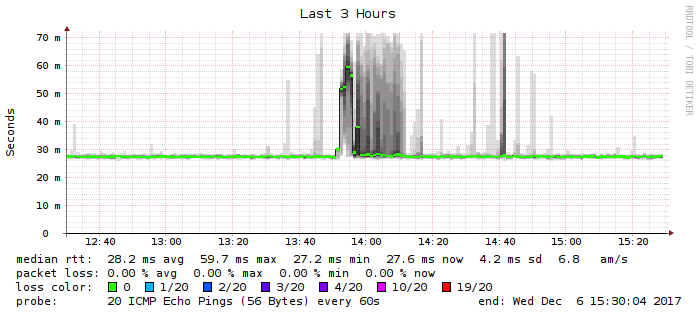 Last 3 Hours
RRDTOOL / TOBI OETIKER
Seconds
70 m
60 m
50 m
40 m
30 m
20 m
10 m
0
12:40 13:00 13:20 13:40 14:00 14:20 14:40 15:00 15:20
median rtt: 28.2 ms avg 59.7 ms max 27.2 ms min 27.6 ms now 4.2 ms sd 6.8 am/s
packet loss: 0.00 % avg 0.00 % max 0.00 % min 0.00 % now
loss color: 0 1/20 2/20 3/20 4/20 10/20 19/20
probe: 20 ICMP Echo Pings (56 Bytes) every 60s end: Wed Dec 6 15:30:04 2017